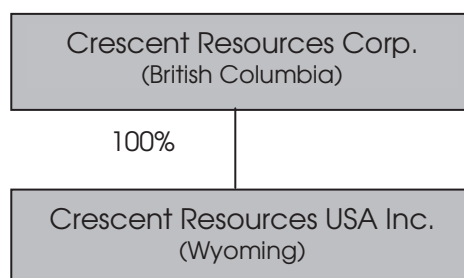 Crescent Resources Corp.
(British Columbia)
100%
Crescent Resources USA Inc.
(Wyoming)